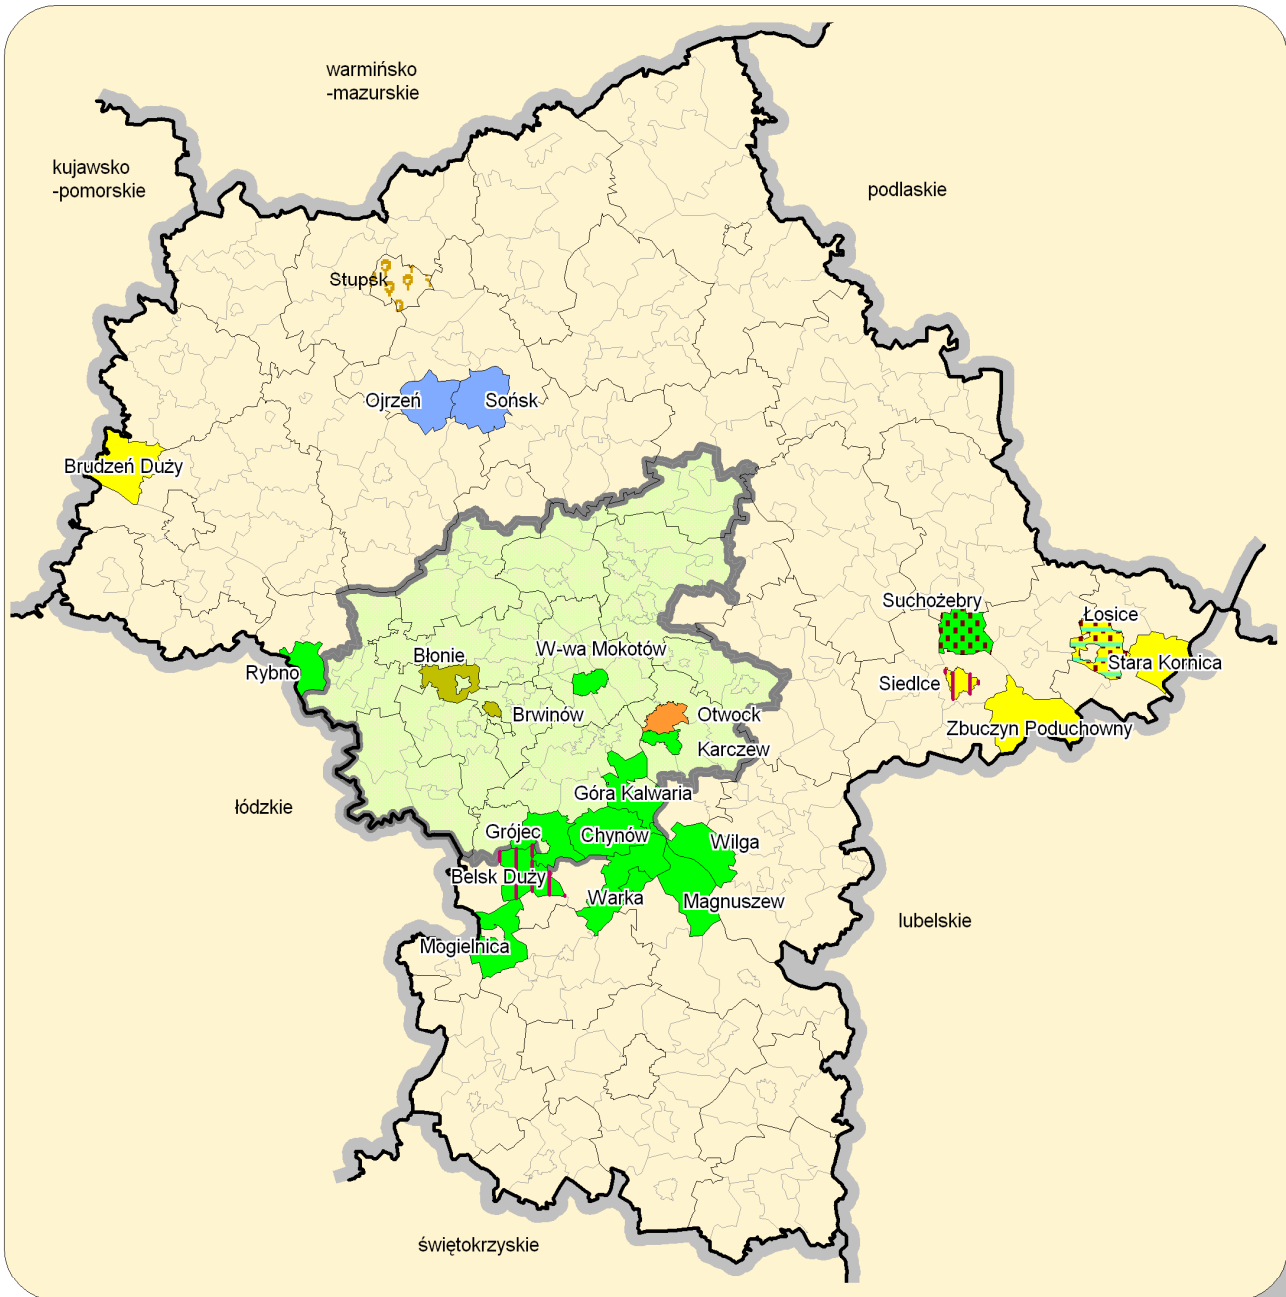 warmińsko
-mazurskie
kujawsko
-pomorskie
podlaskie
Stupsk
Ojrzeń
Sońsk
Brudzeń Duży
Suchożebry
Łosice
W-wa Mokotów
Błonie
Stara Kornica
Rybno
Siedlce
Brwinów
Otwock
Zbuczyn Poduchowny
Karczew
Góra Kalwaria
łódzkie
Grójec
Chynów
Wilga
Belsk Duży
Warka
Magnuszew
lubelskie
Mogielnica
świętokrzyskie